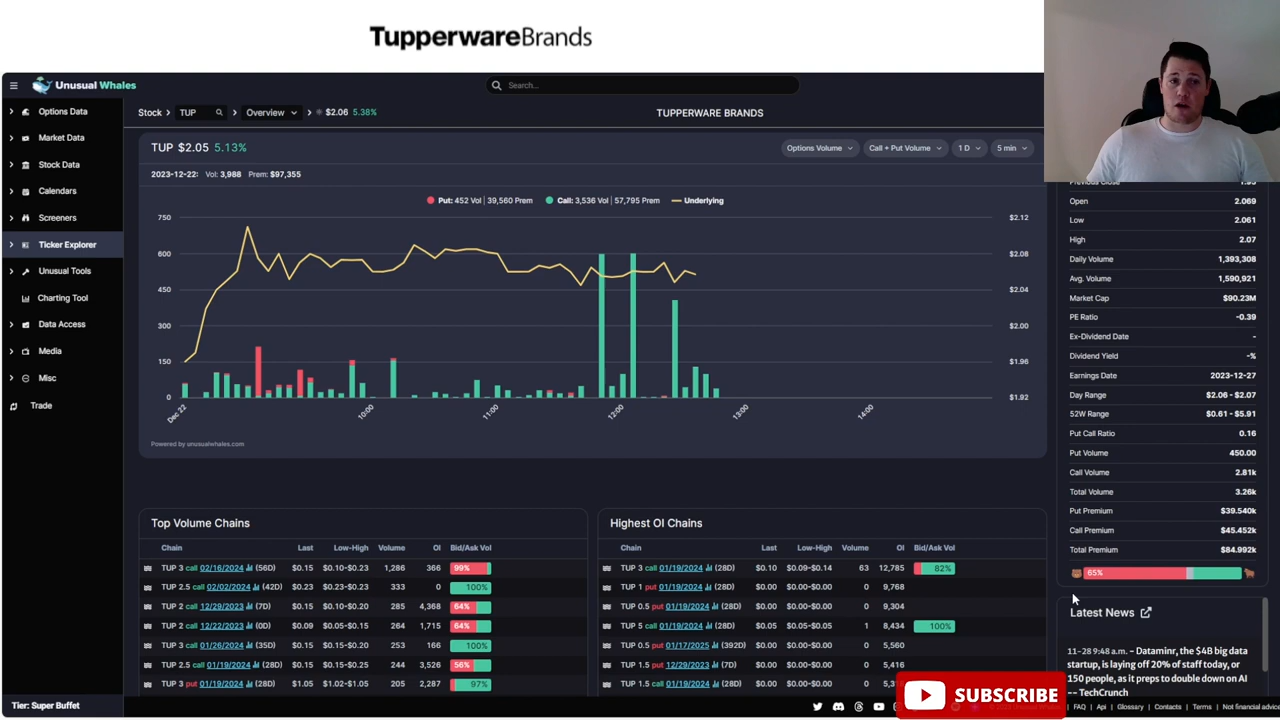 TupperwareBrands
Unusual Whales
Search...
Options Data
Market Data
Stock Data
Calendars
Screeners
Ticker Explorer
Unusual Tools
Charting Tool
Data Access
Media
Misc
Trade
Tier: Super Buffet
Stock > TUP > Overview > $2.06 5.38%
TUPPERWARE BRANDS
TUP $2.05 5.13%
Options Volume
Call + Put Volume
1 D
5 min
2023-12-22: Vol: 3,988 Prem: $97,355
Put: 452 Vol | 39,560 Prem
Call: 3,536 Vol | 57,795 Prem
Underlying
750
600
450
300
150
0
$2.12
$2.08
$2.04
$2.00
$1.96
$1.92
Dec 22
10:00
11:00
12:00
13:00
14:00
Powered by unusualwhales.com
Top Volume Chains
Chain Last Low-High Volume OI Bid/Ask Vol
TUP 3 call 02/16/2024 (56D) $0.15 $0.10-$0.23 1,286 366 99%
TUP 2.5 call 02/02/2024 (42D) $0.23 $0.23-$0.23 333 0 100%
TUP 2 call 12/29/2023 (7D) $0.15 $0.10-$0.20 285 4,368 64%
TUP 2 call 12/22/2023 (0D) $0.09 $0.05-$0.15 264 1,715 64%
TUP 3 call 01/26/2024 (35D) $0.15 $0.15-$0.15 253 166 100%
TUP 2.5 call 01/19/2024 (28D) $0.15 $0.15-$0.25 244 3,526 56%
TUP 3 put 01/19/2024 (28D) $1.05 $1.02-$1.05 205 2,287 97%
Highest OI Chains
Chain Last Low-High Volume OI Bid/Ask Vol
TUP 3 call 01/19/2024 (28D) $0.10 $0.09-$0.14 63 12,785 82%
TUP 1 put 01/19/2024 (28D) $0.00 $0.00-$0.00 0 9,768
TUP 0.5 put 01/19/2024 (28D) $0.00 $0.00-$0.00 0 9,304
TUP 5 call 01/19/2024 (28D) $0.05 $0.05-$0.05 1 8,434 100%
TUP 0.5 put 01/17/2025 (392D) $0.00 $0.00-$0.00 0 5,560
TUP 1.5 put 12/29/2023 (7D) $0.00 $0.00-$0.00 0 5,416
TUP 1.5 call 01/19/2024 (28D) $0.00 $0.00-$0.00 0
Open 2.069
Low 2.061
High 2.07
Daily Volume 1,393,308
Avg. Volume 1,590,921
Market Cap $90.23M
PE Ratio -0.39
Ex-Dividend Date -
Dividend Yield -%
Earnings Date 2023-12-27
Day Range $2.06 - $2.07
52W Range $0.61 - $5.91
Put Call Ratio 0.16
Put Volume 450.00
Call Volume 2.81k
Total Volume 3.26k
Put Premium $39.540k
Call Premium $45.452k
Total Premium $84.992k
65%
Latest News
11-28 9:48 a.m. - Dataminr, the $4B big data
startup, is laying off 20% of staff today, or
150 people, as it preps to double down on AI
-- TechCrunch
SUBSCRIBE
FAQ Api Glossary Contacts Terms Not financial advice